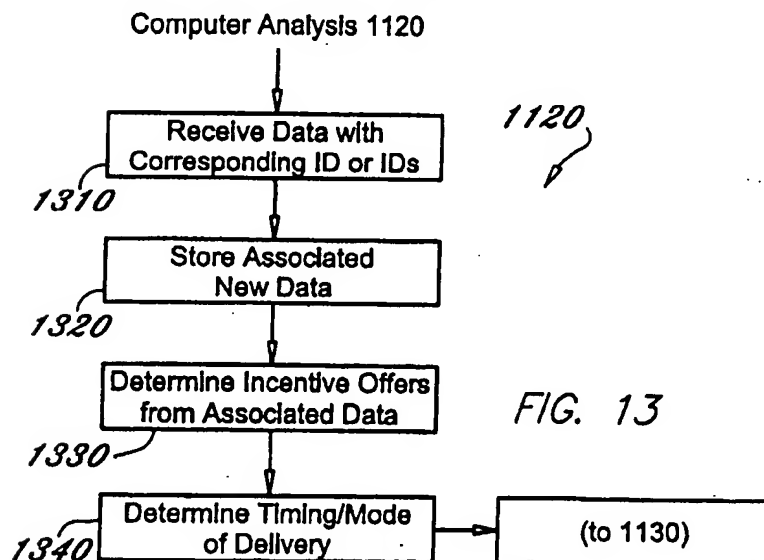 Computer Analysis 1120
Receive Data with
Corresponding ID or IDs
1120
1310
Store Associated
New Data
1320
Determine Incentive Offers
from Associated Data
FIG. 13
1330
Determine Timing/Mode
of Delivery
(to 1130)
1340